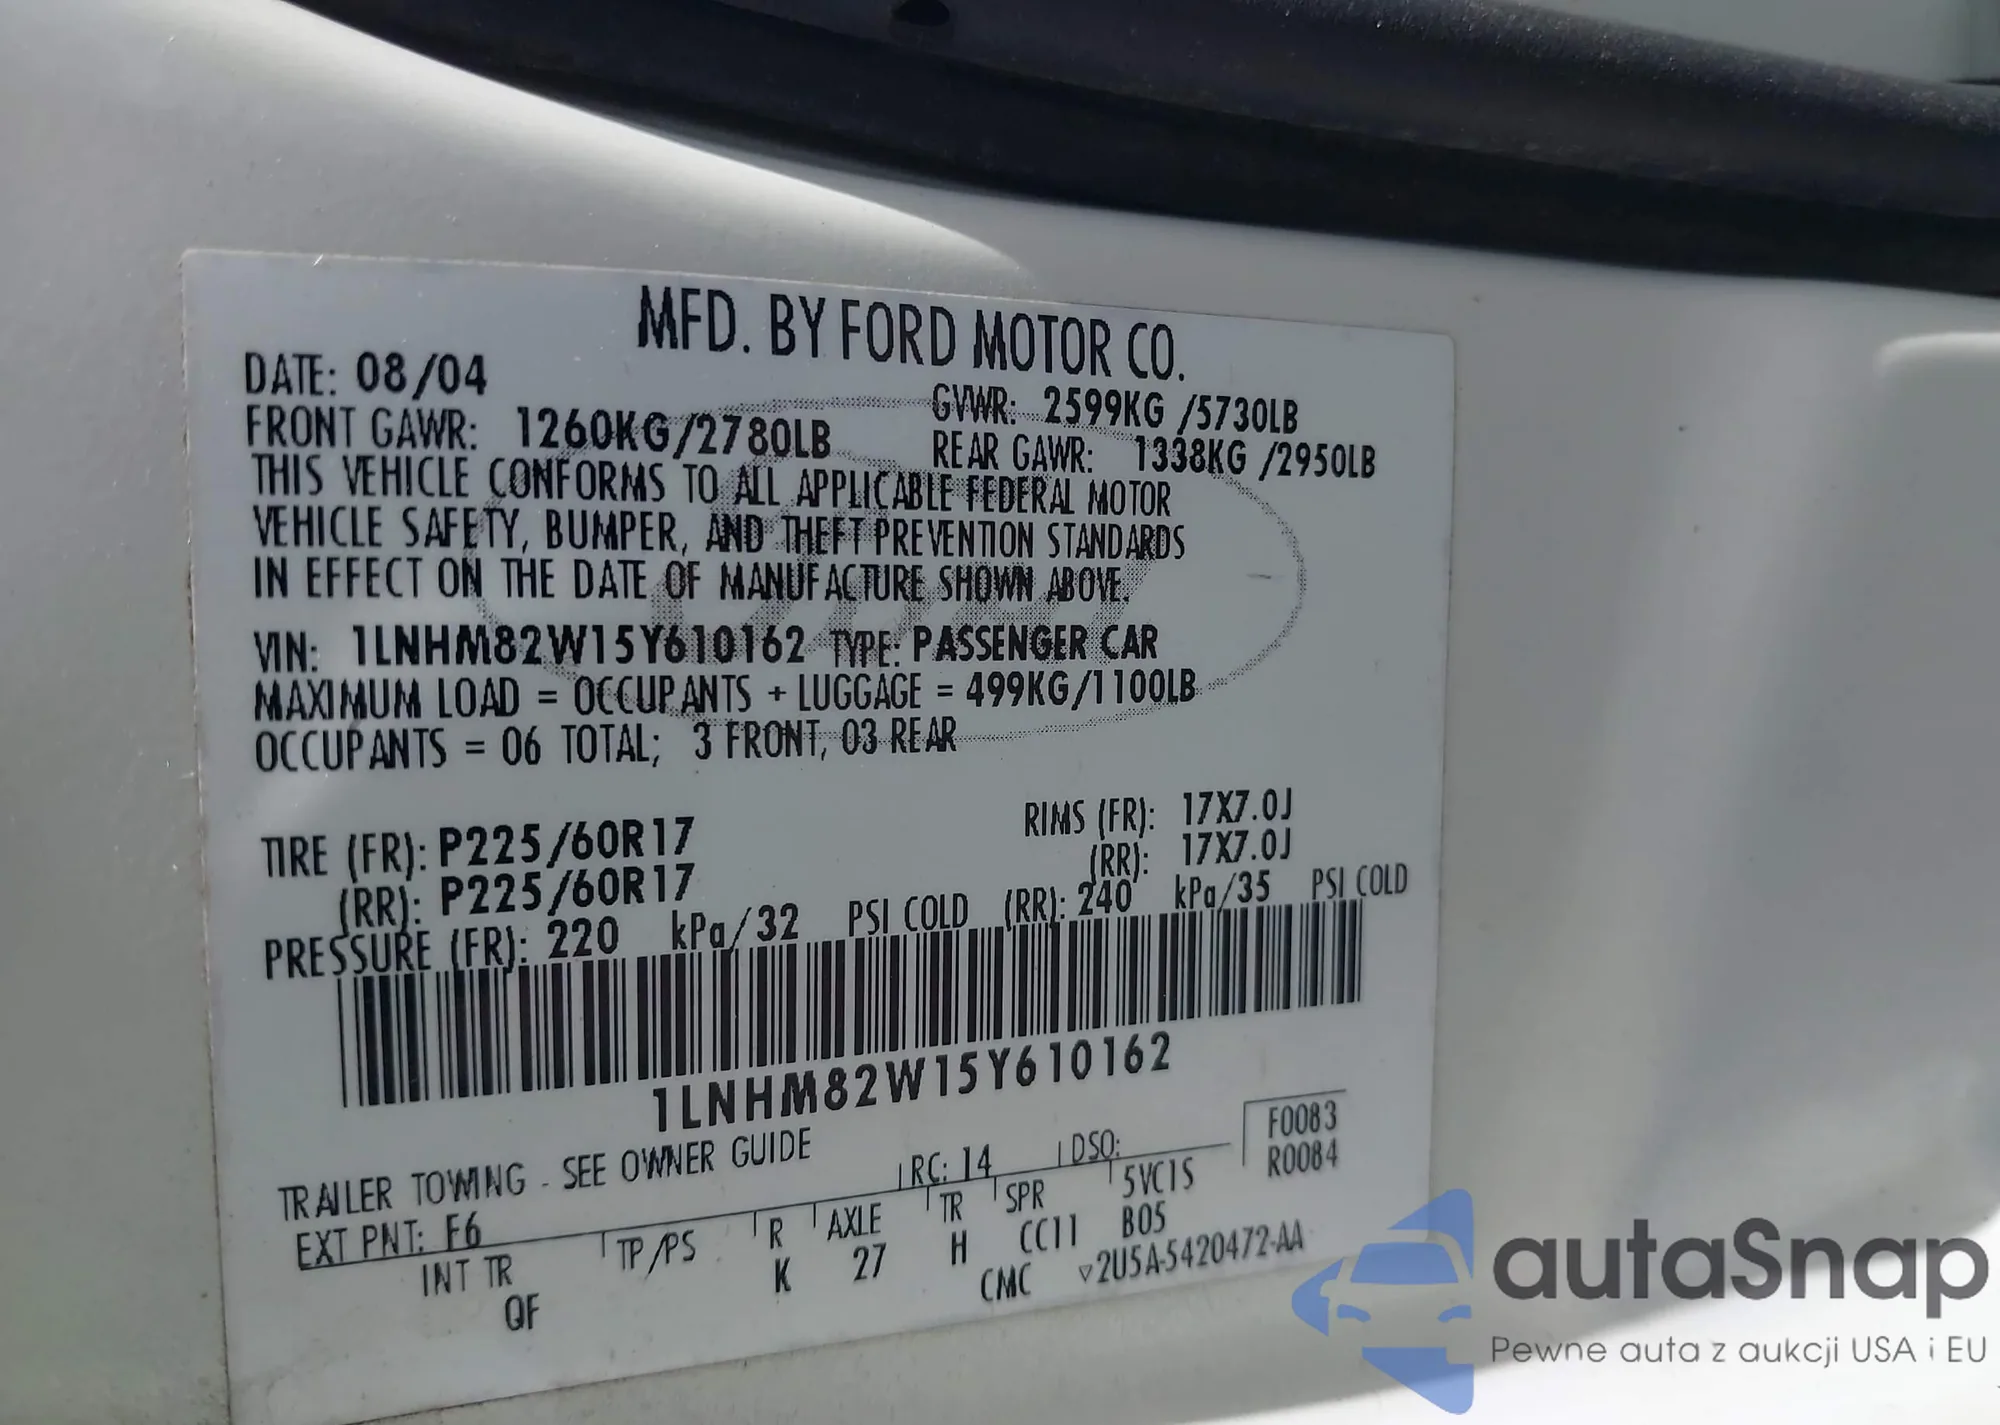 MFD. BY FORD MOTOR CO.
DATE: 08/04
GVWR: 2599KG /5730LB
FRONT GAWR: 1260KG/2780LB
REAR GAWR: 1338KG /2950LB
THIS VEHICLE CONFORMS TO ALL APPLICABLE FEDERAL MOTOR
VEHICLE SAFETY, BUMPER, AND THEFT PREVENTION STANDARDS
IN EFFECT ON THE DATE OF MANUFACTURE SHOWN ABOVE.
VIN: 1LNHM82W15Y610162 TYPE: PASSENGER CAR
MAXIMUM LOAD = OCCUPANTS + LUGGAGE = 499KG/1100LB
OCCUPANTS = 06 TOTAL; 3 FRONT, 03 REAR
TIRE (FR): P225/60R17
RIMS (FR): 17X7.0J
(RR): P225/60R17
(RR): 17X7.0J
PRESSURE (FR): 220 kPa/32 PSI COLD (RR): 240 kPa/35 PSI COLD
1LNHM82W15Y610162
TRAILER TOWING - SEE OWNER GUIDE
RC: 14 DSO:
F0083
R0084
EXT PNT: F6
INT TR TP/PS R AXLE TR SPR 5VC1S
QF K 27 H CC11 B05
CMC ▿2U5A-5420472-AA
autaSnap
Pewne auta z aukcji USA i EU